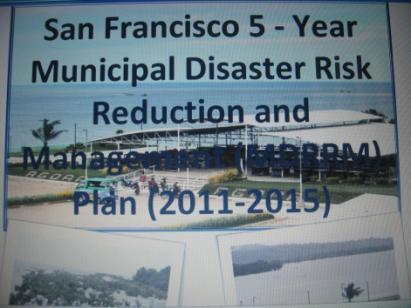 San Francisco 5 - Year
Municipal Disaster Risk
Reduction and
Management (MDRRM)
Plan (2011-2015)